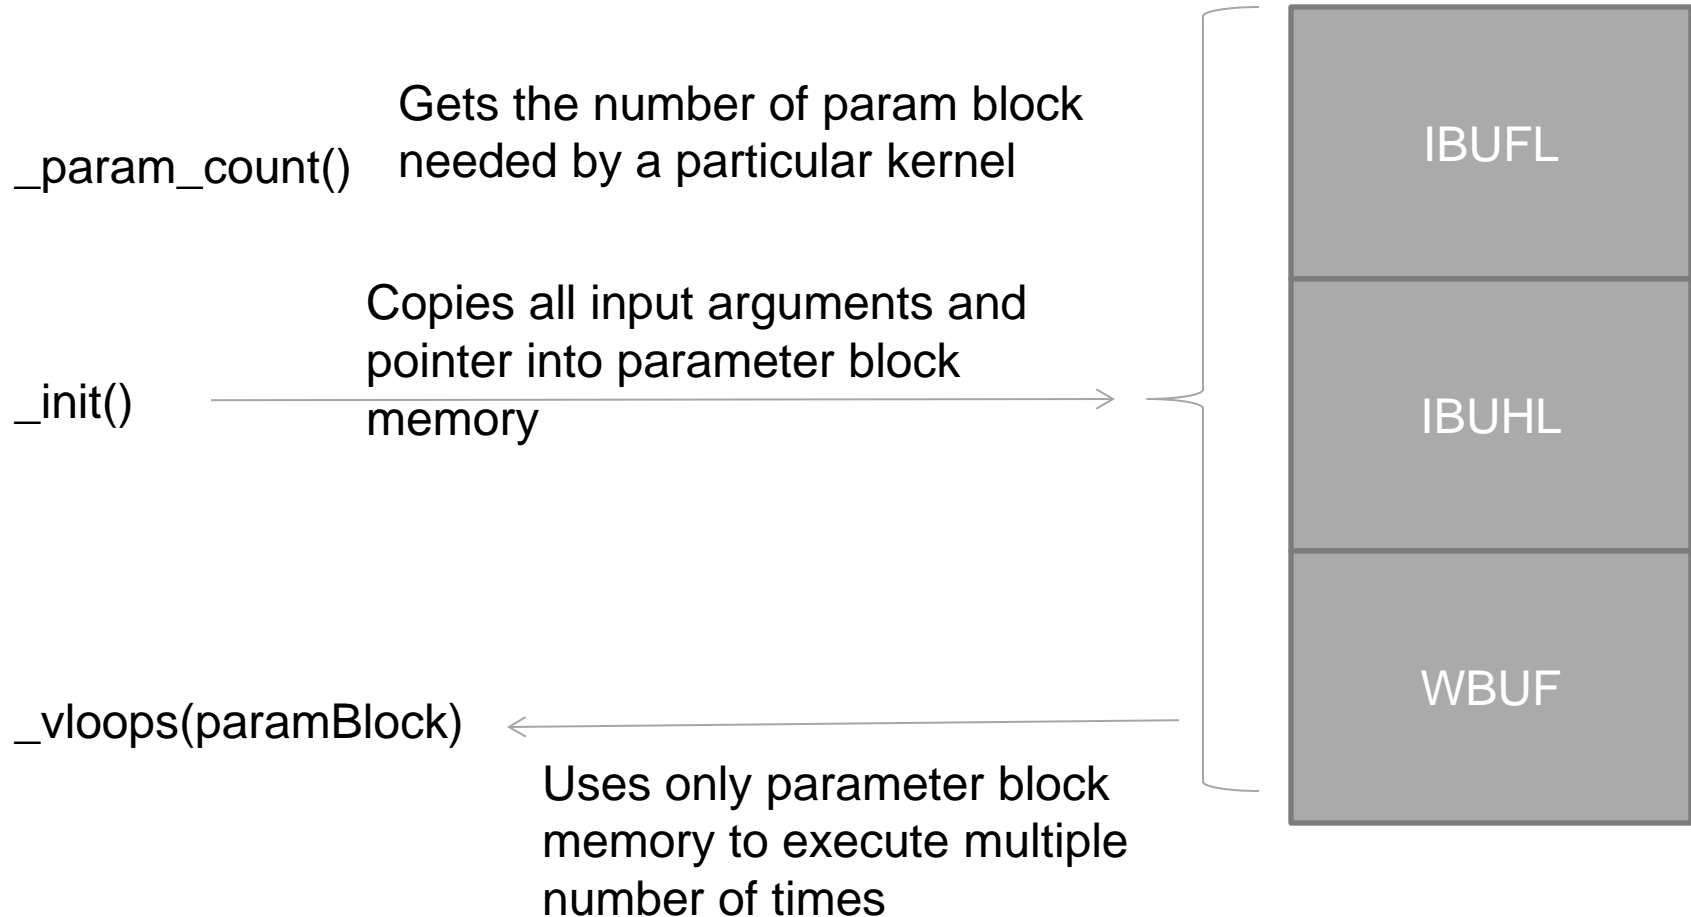 _param_count()
Gets the number of param block
needed by a particular kernel
IBUFL
_init()
Copies all input arguments and
pointer into parameter block
memory
IBUHL
_vloops(paramBlock)
Uses only parameter block
memory to execute multiple
number of times
WBUF